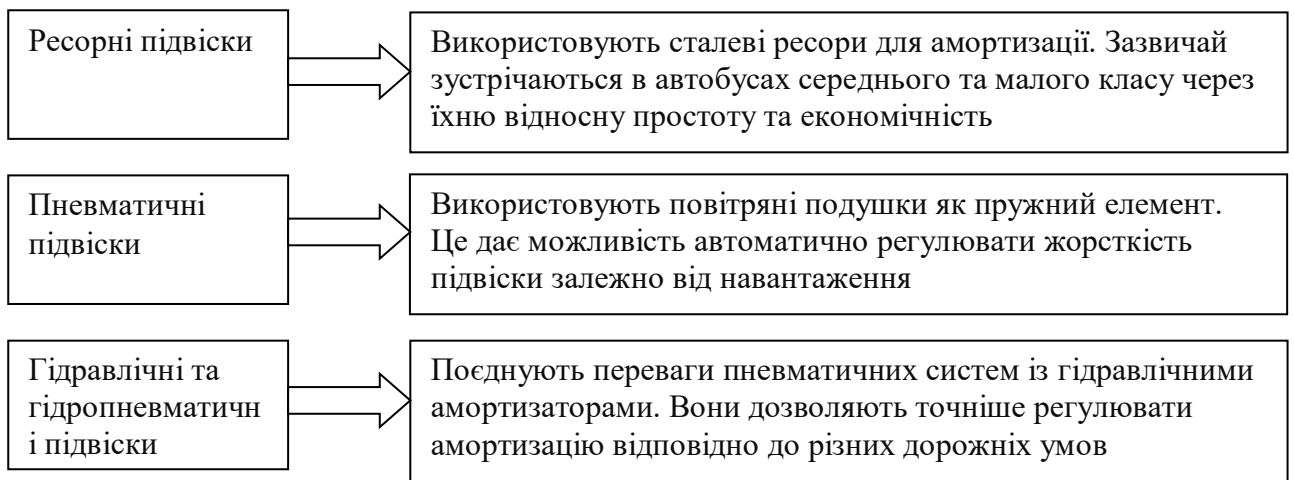 Ресорні підвіски
Використовують сталеві ресори для амортизації. Зазвичай
зустрічаються в автобусах середнього та малого класу через
їхню відносну простоту та економічність
Пневматичні
підвіски
Використовують повітряні подушки як пружний елемент.
Це дає можливість автоматично регулювати жорсткість
підвіски залежно від навантаження
Гідравлічні та
гідропневматичн
і підвіски
Поєднують переваги пневматичних систем із гідравлічними
амортизаторами. Вони дозволяють точніше регулювати
амортизацію відповідно до різних дорожніх умов